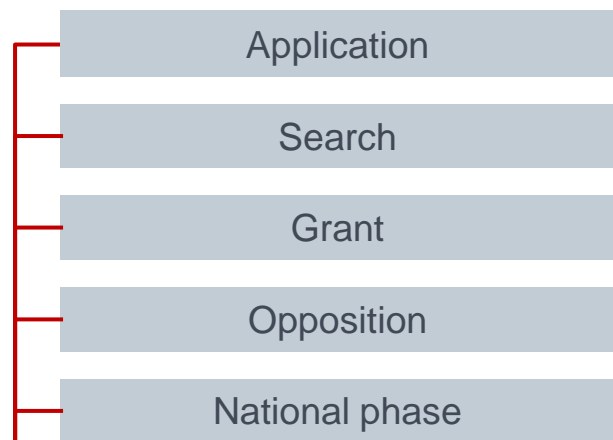 Application
Search
Grant
Opposition
National phase